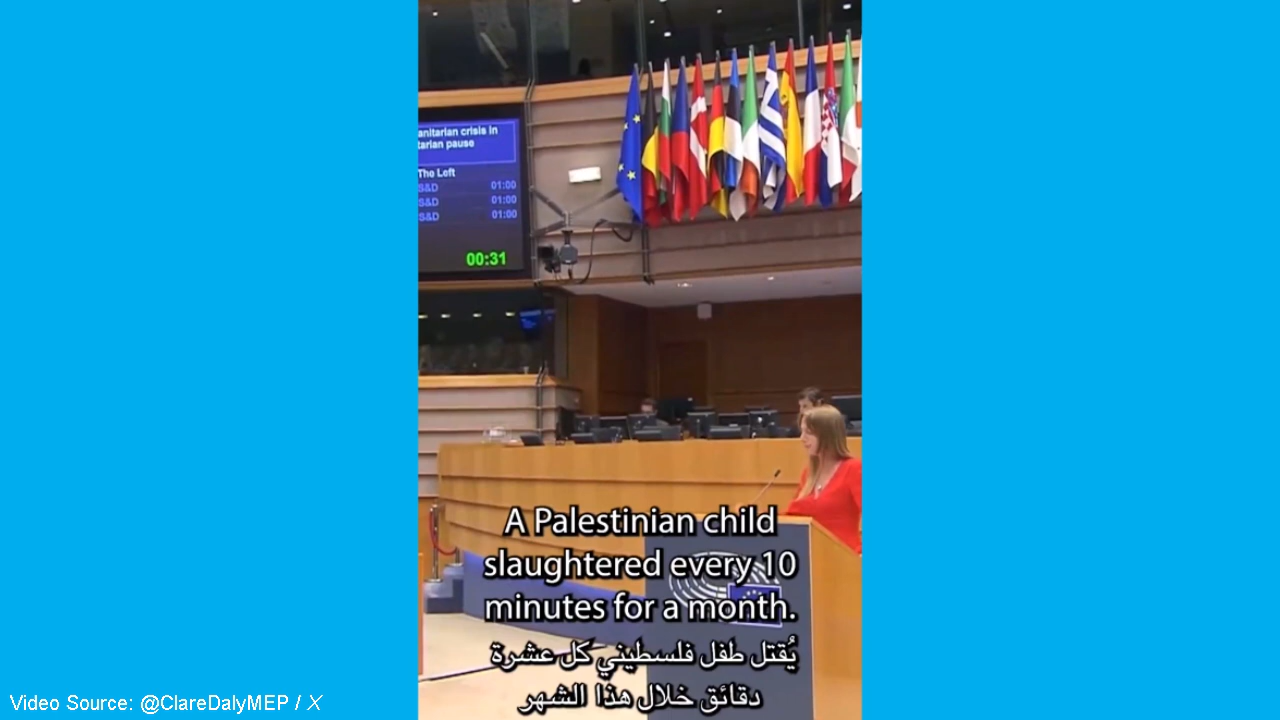 anitarian crisis in
tarian pause
The Left
S&D 01:00
S&D 01:00
S&D 01:00
00:31
A Palestinian child
slaughtered every 10
minutes for a month.
يُقتل طفل فلسطيني كل عشرة
دقائق خلال هذا الشهر
Video Source: @ClareDalyMEP / X